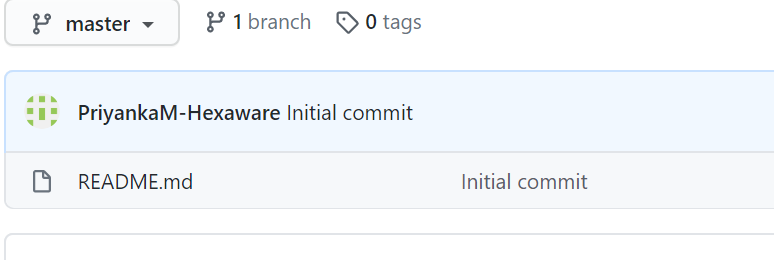 master 1 branch 0 tags
PriyankaM-Hexaware Initial commit
README.md Initial commit